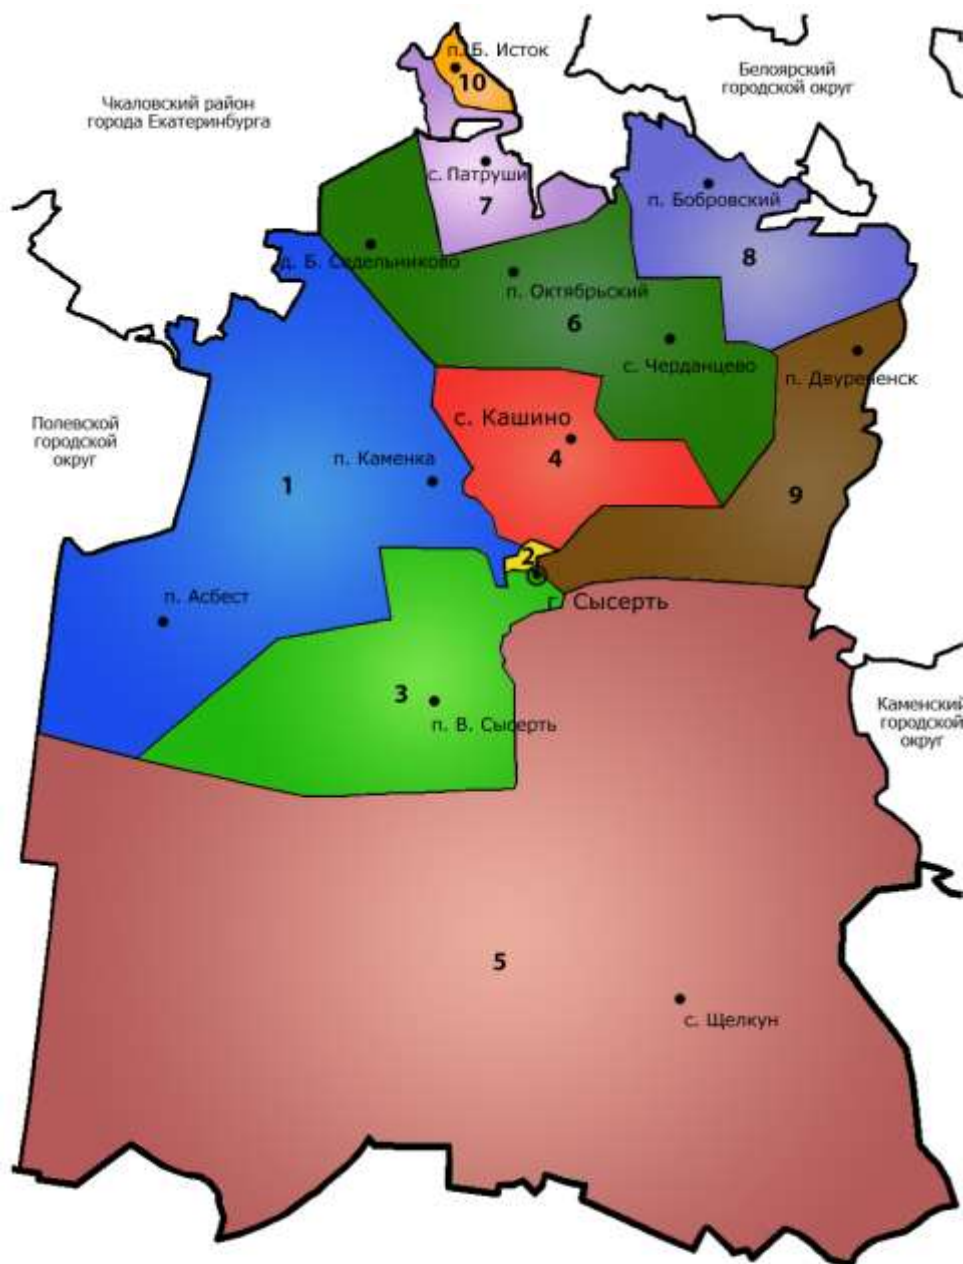 п. Б. Исток
10
Белоярский
городской округ
Чкаловский район
города Екатеринбурга
с. Патруши
7
п. Бобровский
8
д. Б. Седельниково
п. Октябрьский
6
с. Черданцево
п. Двуреченск
Полевской
городской
округ
с. Кашино
4
п. Каменка
1
9
2
п. Асбест
г. Сысерть
3
п. В. Сысерть
Каменский
городской
округ
5
с. Щелкун